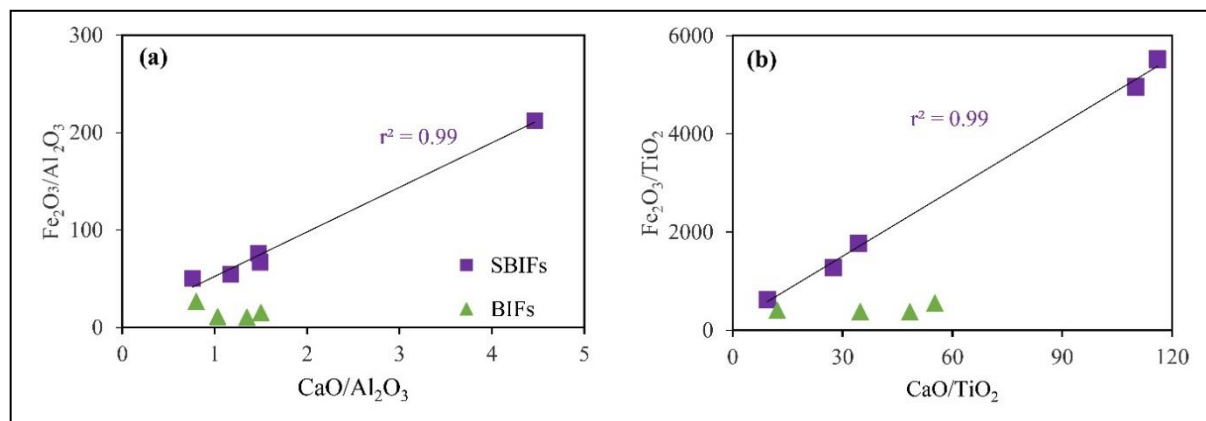 (a)
Fe₂O₃/Al₂O₃
300
200
100
0
r² = 0.99
SBIFs
BIFs
0 1 2 3 4 5
CaO/Al₂O₃
(b)
Fe₂O₃/TiO₂
6000
4000
2000
0
r² = 0.99
0 30 60 90 120
CaO/TiO₂